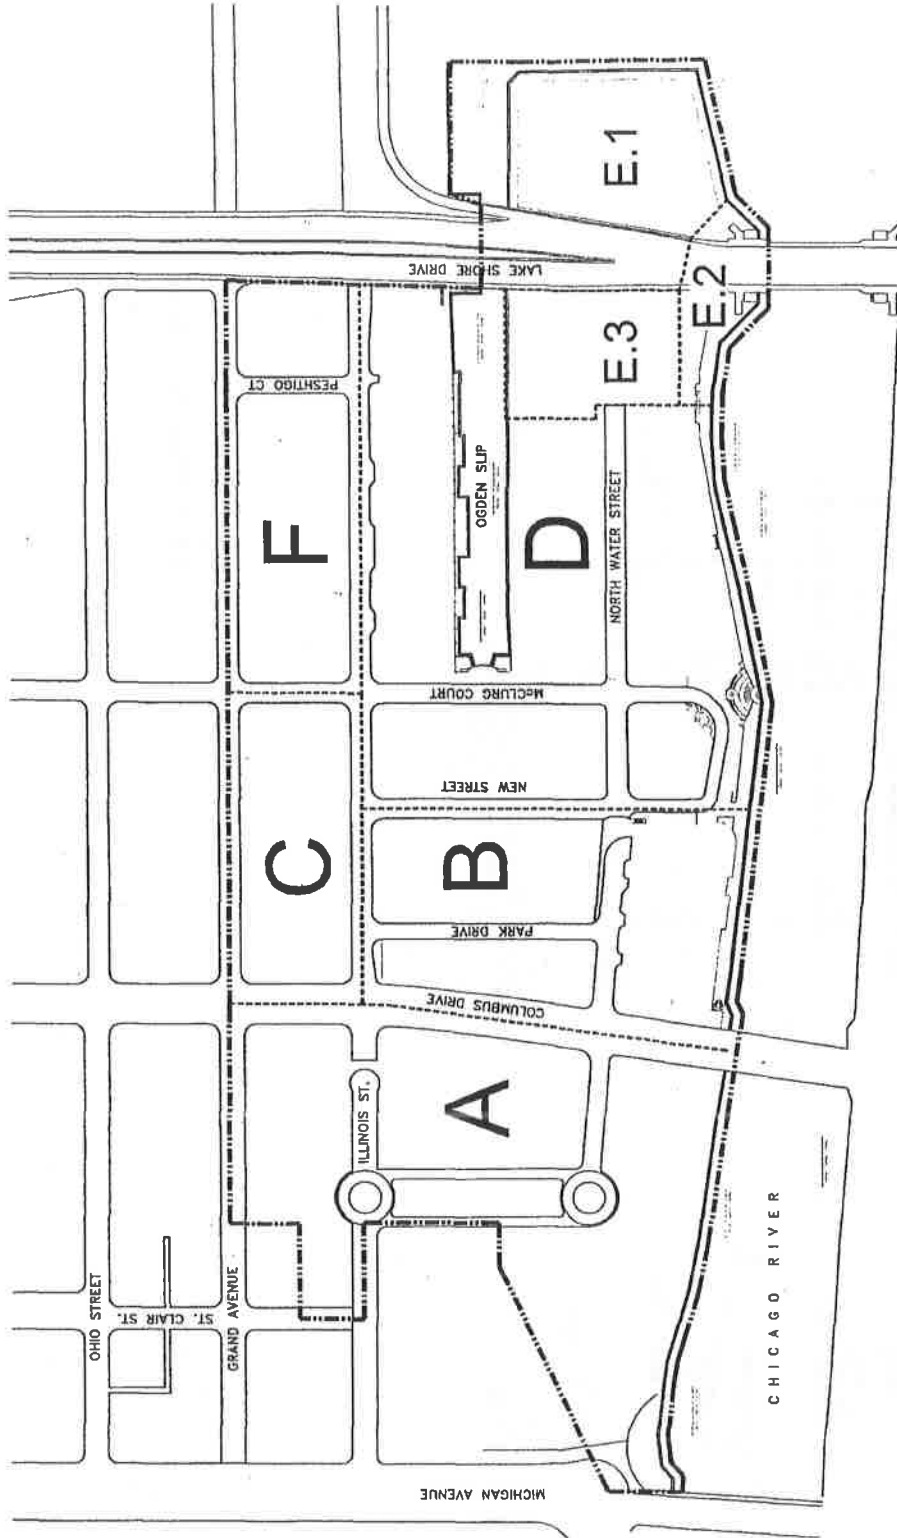 OHIO STREET
ST. CLAIR ST.
GRAND AVENUE
ILLINOIS ST.
MICHIGAN AVENUE
A
COLUMBUS DRIVE
PARK DRIVE
B
C
NEW STREET
McCLURG COURT
F
PESHTIGO CT
OGDEN SLIP
D
NORTH WATER STREET
LAKE SHORE DRIVE
E.3
E.2
E.1
CHICAGO RIVER